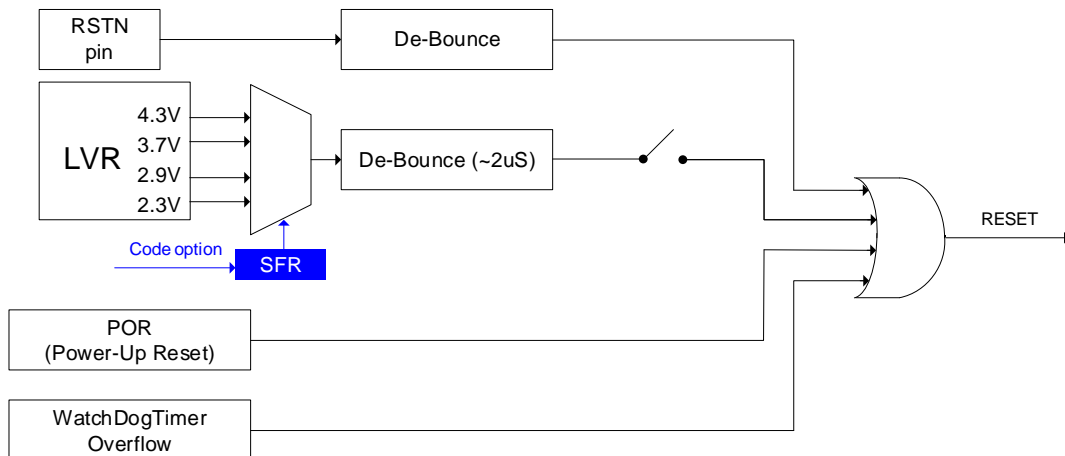 RSTN
pin
De-Bounce
LVR
4.3V
3.7V
2.9V
2.3V
De-Bounce (~2uS)
Code option
SFR
RESET
POR
(Power-Up Reset)
WatchDogTimer
Overflow